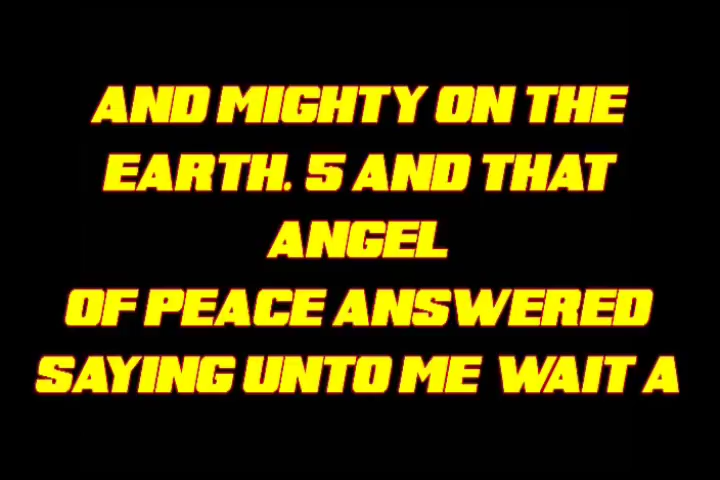 AND MIGHTY ON THE
EARTH. 5 AND THAT
ANGEL
OF PEACE ANSWERED
SAYING UNTO ME WAIT A